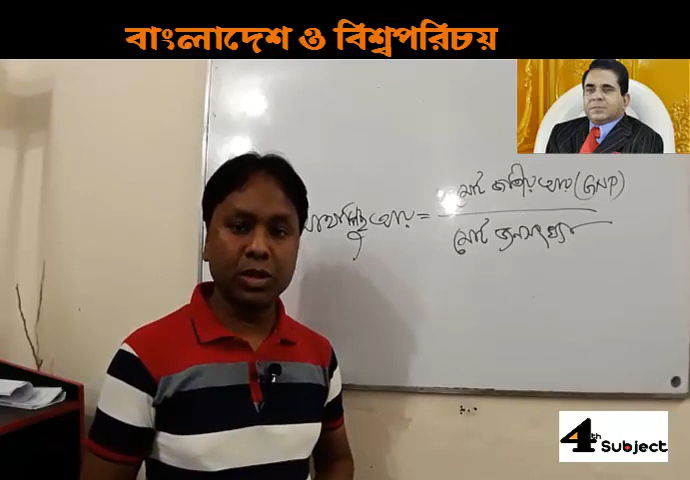 বাংলাদেশ ও বিশ্বপরিচয়
মোট জাতীয় আয় (GNP)
মাথাপিছু আয় =
মোট জনসংখ্যা
4th Subject